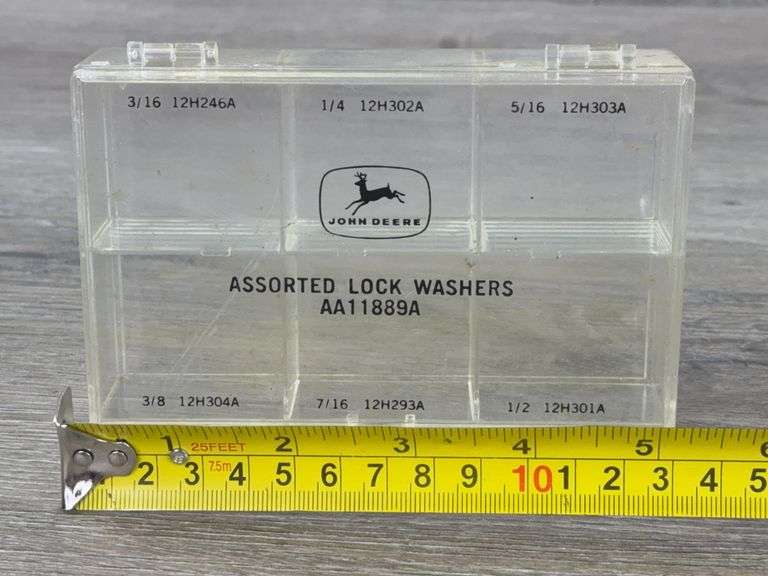 3/16 12H246A 1/4 12H302A 5/16 12H303A
JOHN DEERE
ASSORTED LOCK WASHERS
AA11889A
3/8 12H304A 7/16 12H293A 1/2 12H301A
1 25FEET 2 3 4 5 6
2 3 7.5m 4 5 6 7 8 9 10 1 2 3 4 5